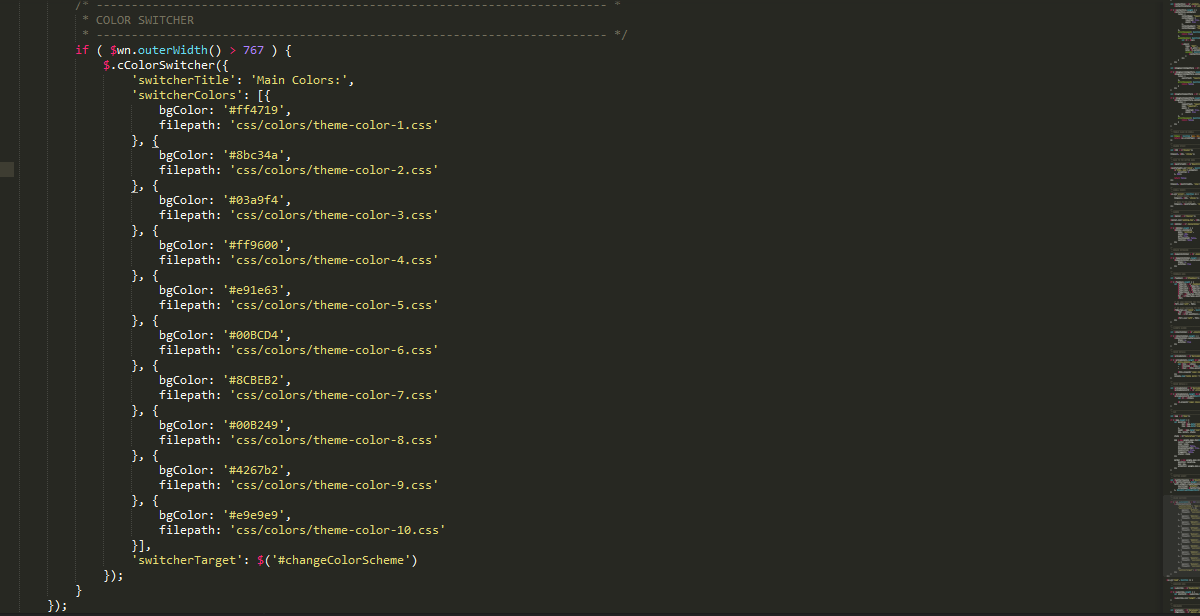 /* -------------------------------------------------------------------------- *
 * COLOR SWITCHER
 * -------------------------------------------------------------------------- */
if ( $wn.outerWidth() > 767 ) {
    $.cColorSwitcher({
        'switcherTitle': 'Main Colors:',
        'switcherColors': [{
            bgColor: '#ff4719',
            filepath: 'css/colors/theme-color-1.css'
        }, {
            bgColor: '#8bc34a',
            filepath: 'css/colors/theme-color-2.css'
        }, {
            bgColor: '#03a9f4',
            filepath: 'css/colors/theme-color-3.css'
        }, {
            bgColor: '#ff9600',
            filepath: 'css/colors/theme-color-4.css'
        }, {
            bgColor: '#e91e63',
            filepath: 'css/colors/theme-color-5.css'
        }, {
            bgColor: '#00BCD4',
            filepath: 'css/colors/theme-color-6.css'
        }, {
            bgColor: '#8CBEB2',
            filepath: 'css/colors/theme-color-7.css'
        }, {
            bgColor: '#00B249',
            filepath: 'css/colors/theme-color-8.css'
        }, {
            bgColor: '#4267b2',
            filepath: 'css/colors/theme-color-9.css'
        }, {
            bgColor: '#e9e9e9',
            filepath: 'css/colors/theme-color-10.css'
        }],
        'switcherTarget': $('#changeColorScheme')
    });
}
});